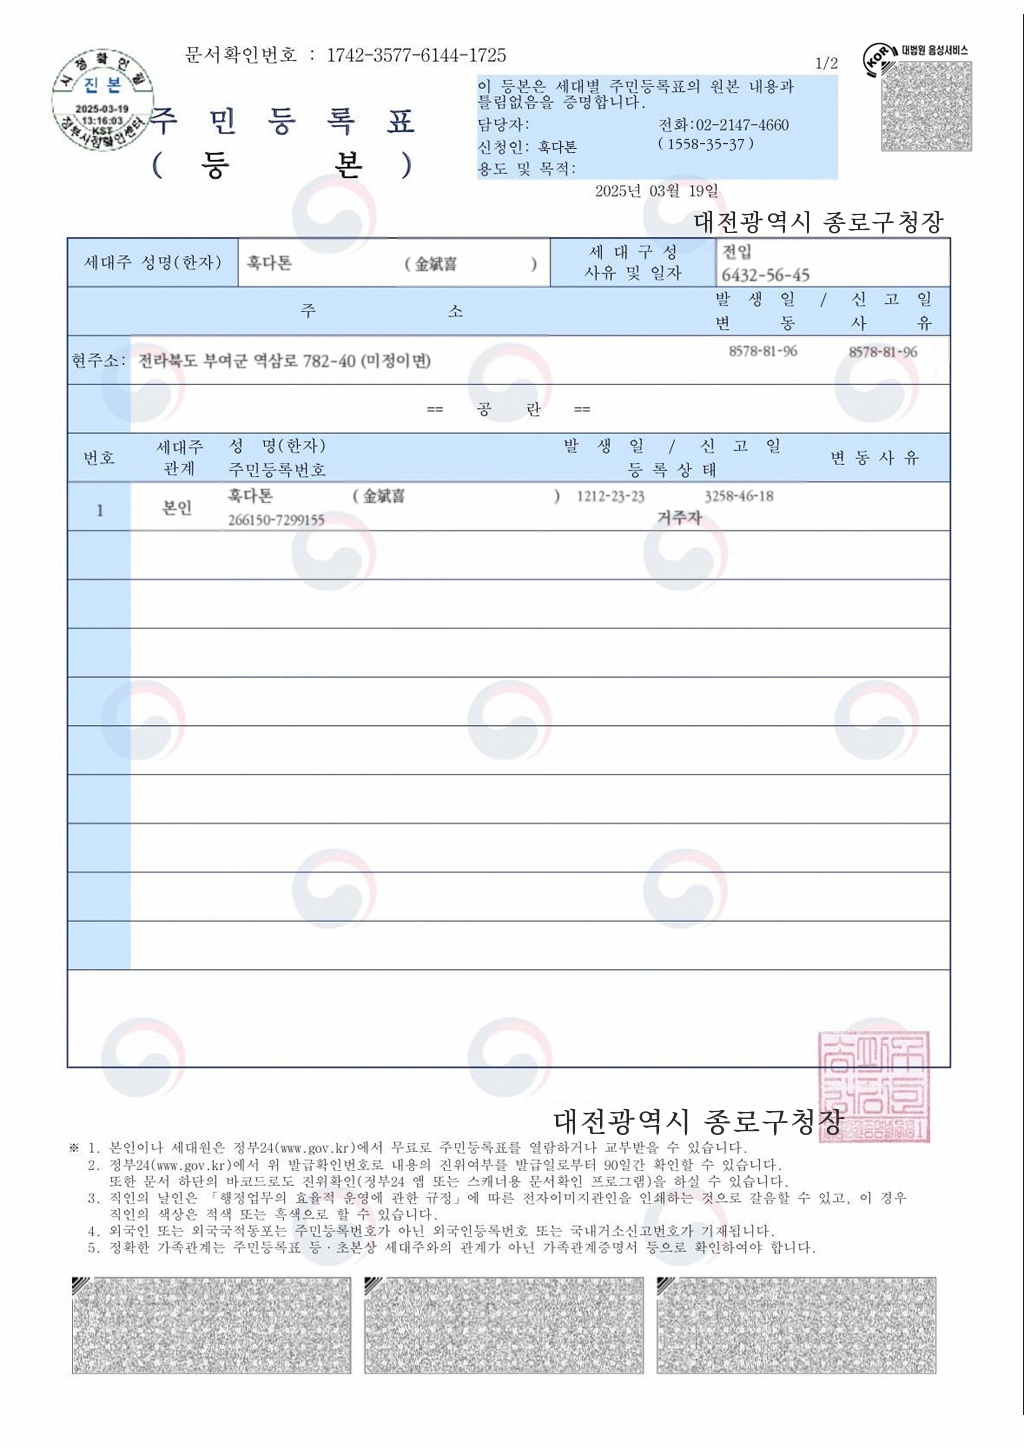 문서확인번호 : 1742-3577-6144-1725
1/2
대법원 음성서비스
KOR
시점확인필
진본
2025-03-19
13:16:03
KST
주 민 등 록 표
( 등 본 )
이 등본은 세대별 주민등록표의 원본 내용과
틀림없음을 증명합니다.
담당자: 전화:02-2147-4660
신청인: 훅다톤 ( 1558-35-37 )
용도 및 목적:
2025년 03월 19일
대전광역시 종로구청장
세대주 성명(한자) 훅다톤 ( 金斌喜 ) 세 대 구 성 사유 및 일자 전입 6432-56-45
주 소 발 생 일 / 신 고 일
변 동 사 유
현주소: 전라북도 부여군 역삼로 782-40 (미정이면) 8578-81-96 8578-81-96
== 공 란 ==
번호 세대주 관계 성 명(한자) 주민등록번호 발 생 일 / 신 고 일 등 록 상 태 변 동 사 유
1 본인 훅다톤 ( 金斌喜 ) 1212-23-23 3258-46-18
266150-7299155 거주자
대전광역시 종로구청장
※ 1. 본인이나 세대원은 정부24(www.gov.kr)에서 무료로 주민등록표를 열람하거나 교부받을 수 있습니다.
2. 정부24(www.gov.kr)에서 위 발급확인번호로 내용의 진위여부를 발급일로부터 90일간 확인할 수 있습니다.
또한 문서 하단의 바코드로도 진위확인(정부24 앱 또는 스캐너용 문서확인 프로그램)을 하실 수 있습니다.
3. 직인의 날인은 「행정업무의 효율적 운영에 관한 규정」에 따른 전자이미지관인을 인쇄하는 것으로 갈음할 수 있고, 이 경우
직인의 색상은 적색 또는 흑색으로 할 수 있습니다.
4. 외국인 또는 외국국적동포는 주민등록번호가 아닌 외국인등록번호 또는 국내거소신고번호가 기재됩니다.
5. 정확한 가족관계는 주민등록표 등·초본상 세대주와의 관계가 아닌 가족관계증명서 등으로 확인하여야 합니다.